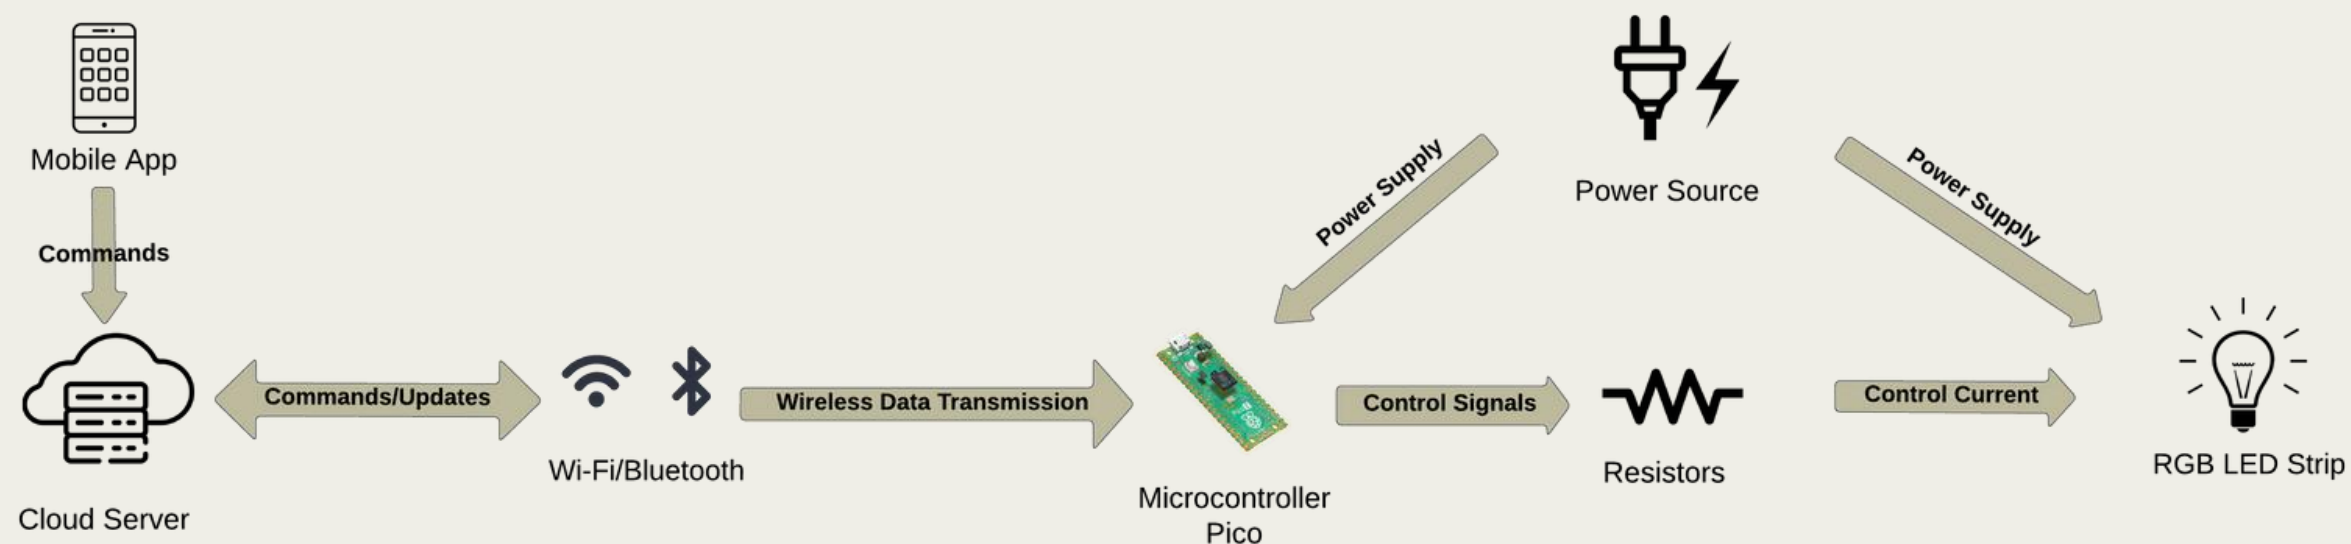 Mobile App
Commands
Cloud Server
Commands/Updates
Wi-Fi/Bluetooth
Wireless Data Transmission
Microcontroller
Pico
Power Supply
Power Source
Power Supply
Control Signals
Resistors
Control Current
RGB LED Strip